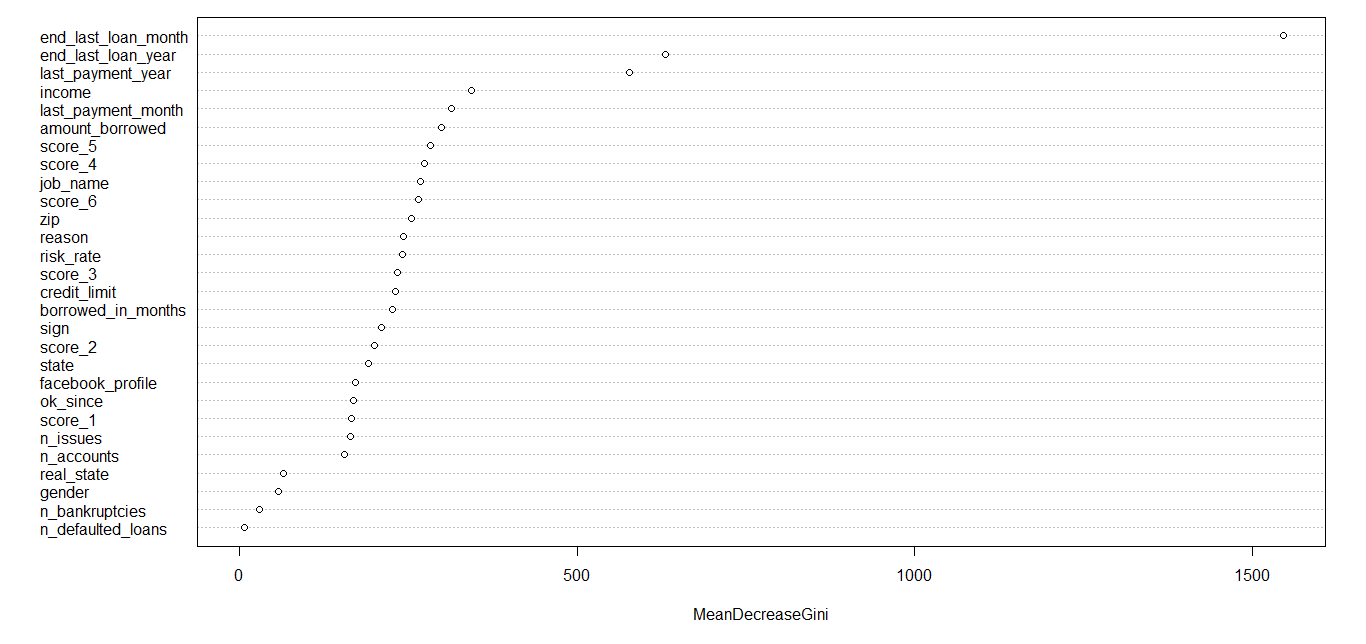 end_last_loan_month
end_last_loan_year
last_payment_year
income
last_payment_month
amount_borrowed
score_5
score_4
job_name
score_6
zip
reason
risk_rate
score_3
credit_limit
borrowed_in_months
sign
score_2
state
facebook_profile
ok_since
score_1
n_issues
n_accounts
real_state
gender
n_bankruptcies
n_defaulted_loans
0 500 1000 1500
MeanDecreaseGini